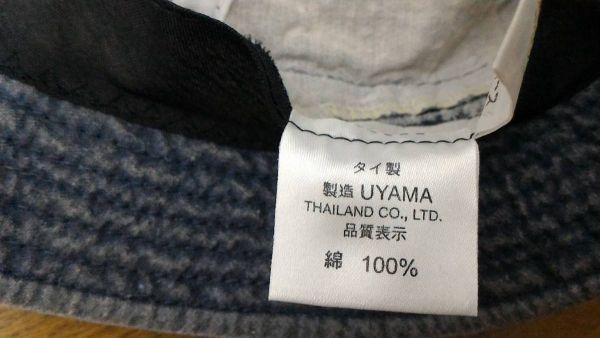 タイ製
製造 UYAMA
THAILAND CO., LTD.
品質表示
綿 100%